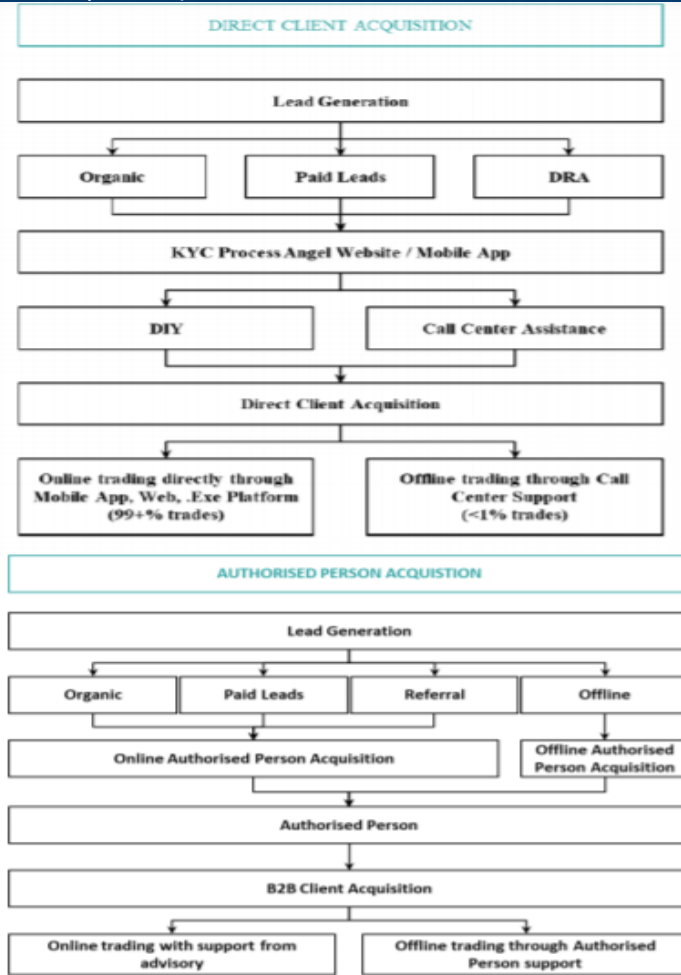 DIRECT CLIENT ACQUISITION
Lead Generation
Organic
Paid Leads
DRA
KYC Process Angel Website / Mobile App
DIY
Call Center Assistance
Direct Client Acquisition
Online trading directly through
Mobile App, Web, .Exe Platform
(99+% trades)
Offline trading through Call
Center Support
(<1% trades)
AUTHORISED PERSON ACQUISTION
Lead Generation
Organic
Paid Leads
Referral
Offline
Online Authorised Person Acquisition
Offline Authorised
Person Acquisition
Authorised Person
B2B Client Acquisition
Online trading with support from
advisory
Offline trading through Authorised
Person support